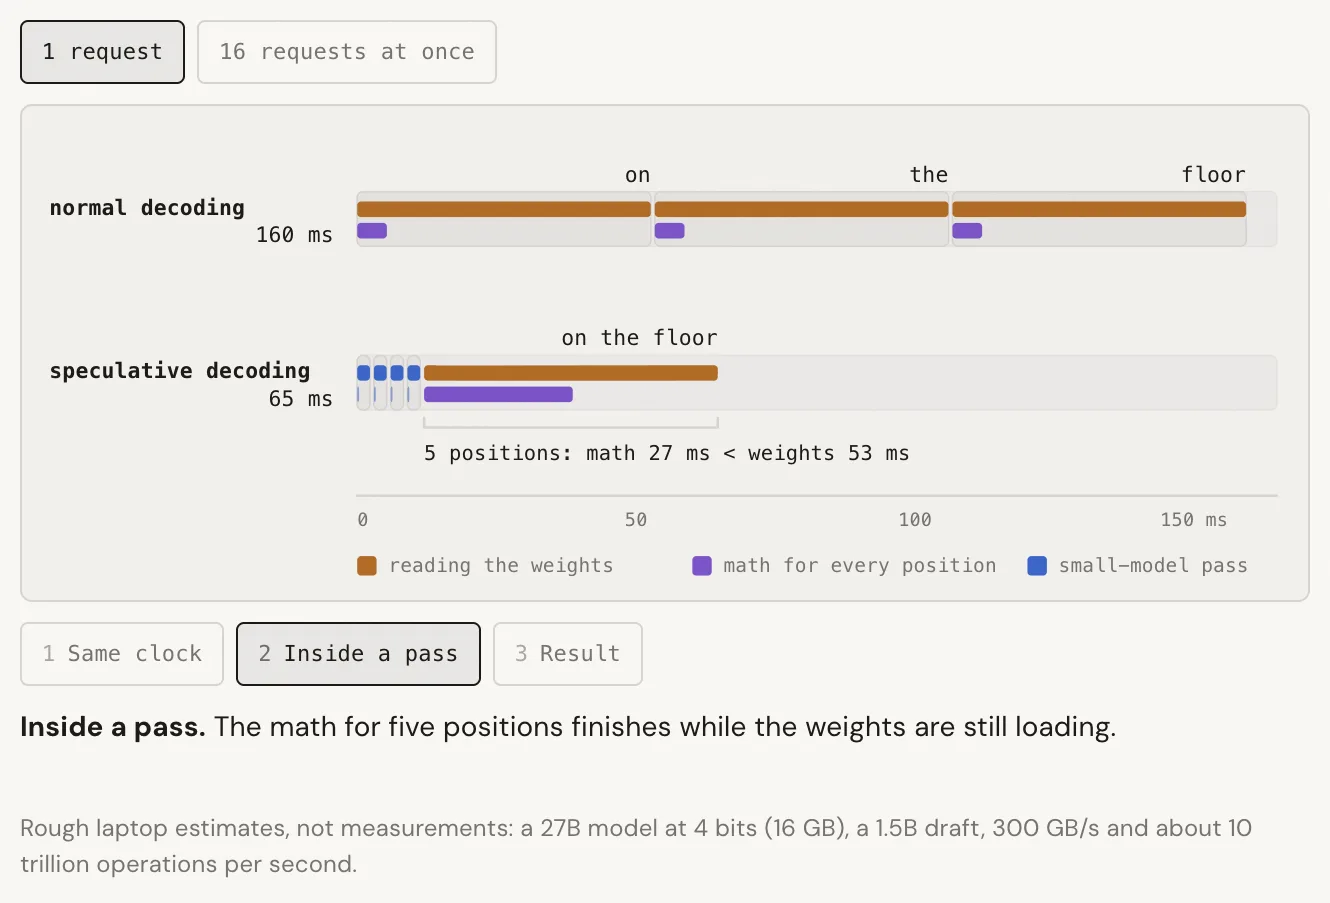 1 request
16 requests at once
on
the
floor
normal decoding
160 ms
on the floor
speculative decoding
65 ms
5 positions: math 27 ms < weights 53 ms
0
50
100
150 ms
reading the weights
math for every position
small-model pass
1 Same clock
2 Inside a pass
3 Result
Inside a pass. The math for five positions finishes while the weights are still loading.
Rough laptop estimates, not measurements: a 27B model at 4 bits (16 GB), a 1.5B draft, 300 GB/s and about 10
trillion operations per second.